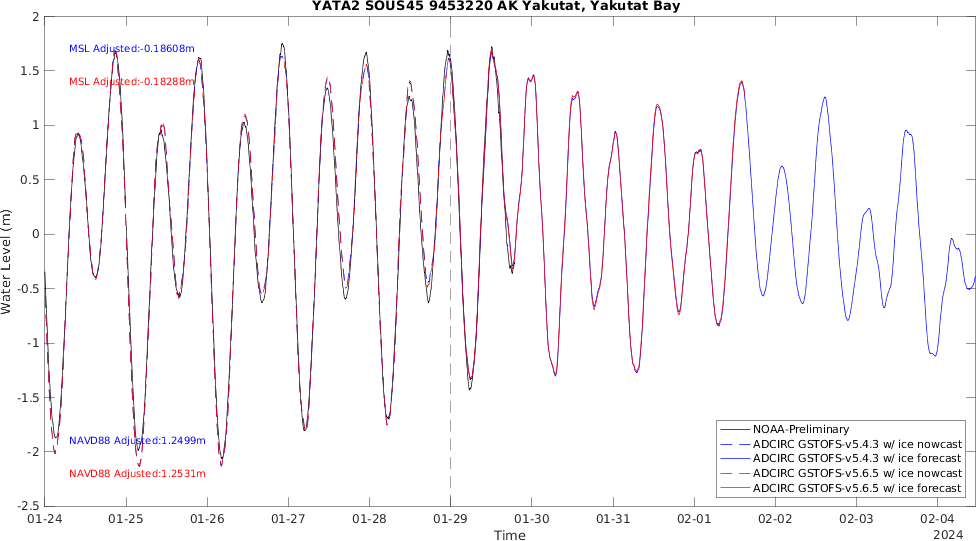 YATA2 SOUS45 9453220 AK Yakutat, Yakutat Bay
2
1.5
1
0.5
0
-0.5
-1
-1.5
-2
-2.5
Water Level (m)
MSL Adjusted:-0.18608m
MSL Adjusted:-0.18288m
NAVD88 Adjusted:1.2499m
NAVD88 Adjusted:1.2531m
NOAA-Preliminary
ADCIRC GSTOFS-v5.4.3 w/ ice nowcast
ADCIRC GSTOFS-v5.4.3 w/ ice forecast
ADCIRC GSTOFS-v5.6.5 w/ ice nowcast
ADCIRC GSTOFS-v5.6.5 w/ ice forecast
01-24 01-25 01-26 01-27 01-28 01-29 01-30 01-31 02-01 02-02 02-03 02-04
Time
2024